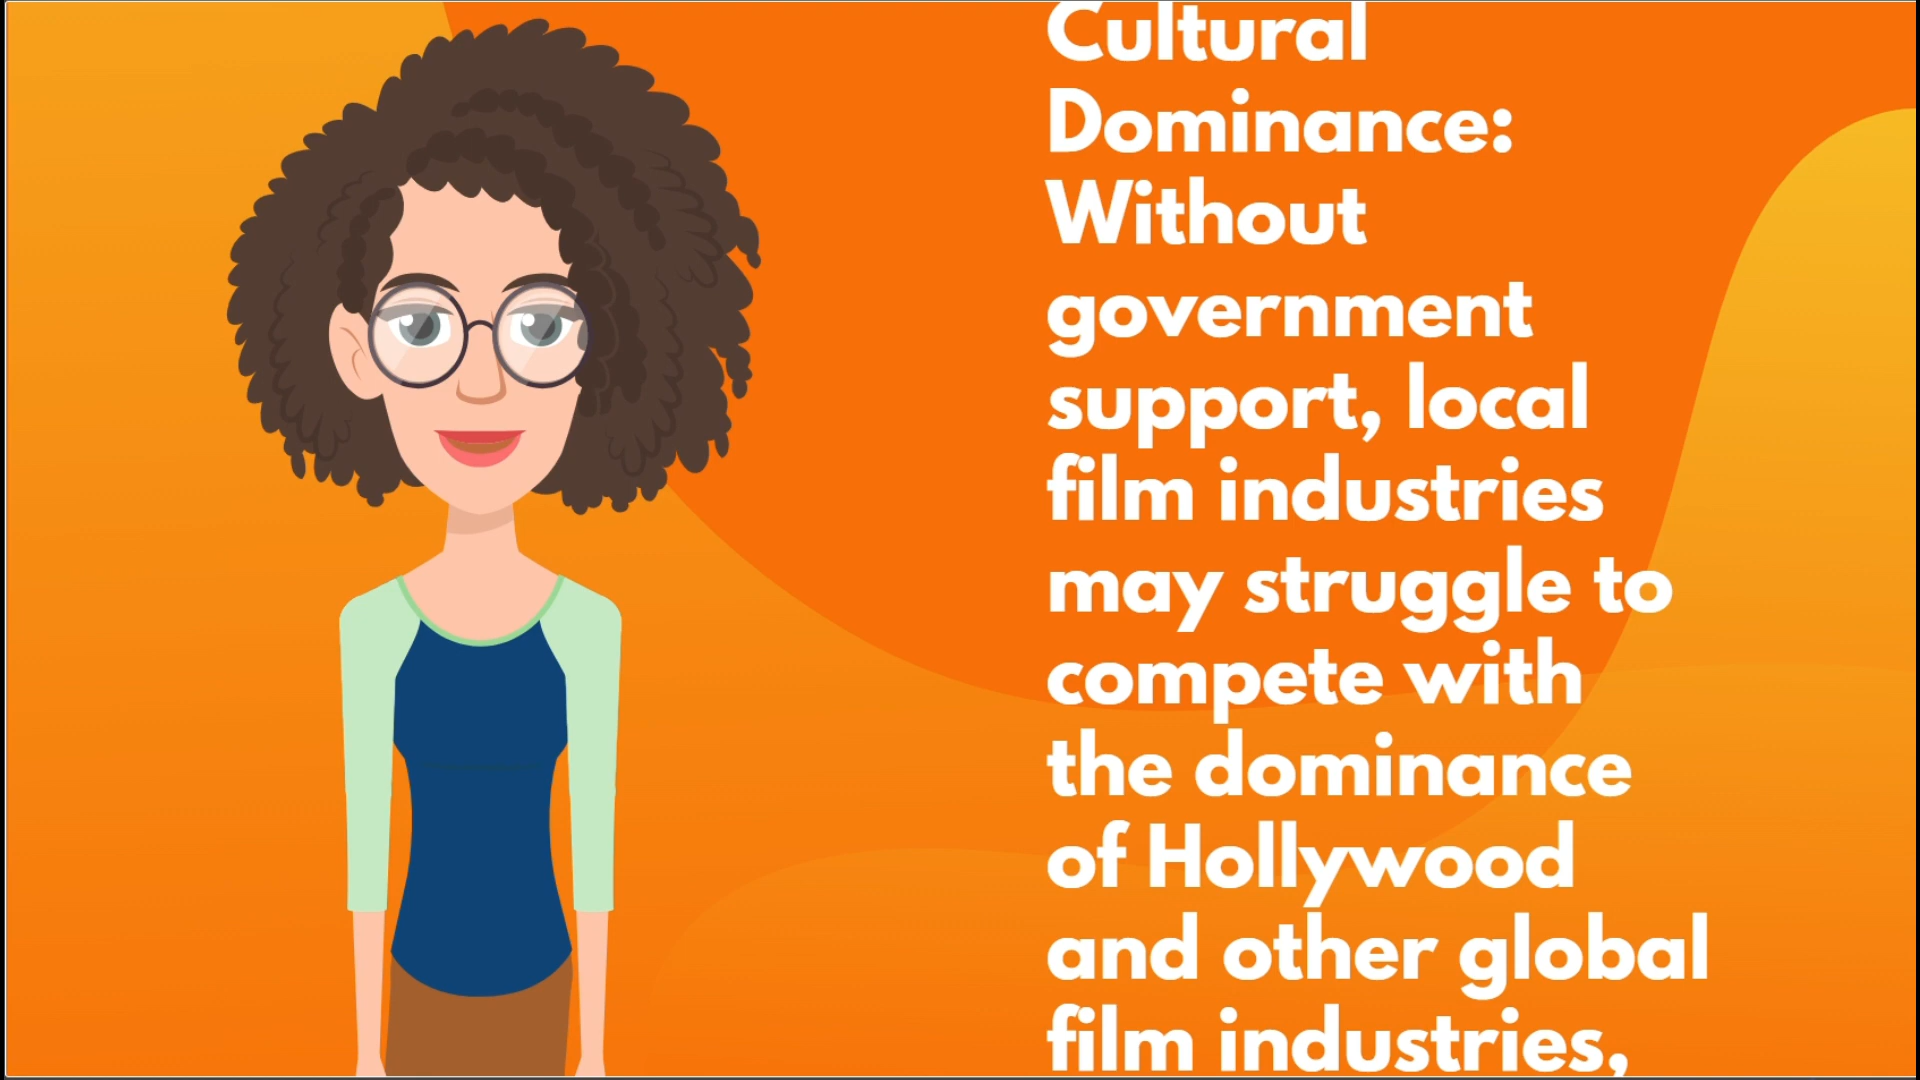 Cultural
Dominance:
Without
government
support, local
film industries
may struggle to
compete with
the dominance
of Hollywood
and other global
film industries,